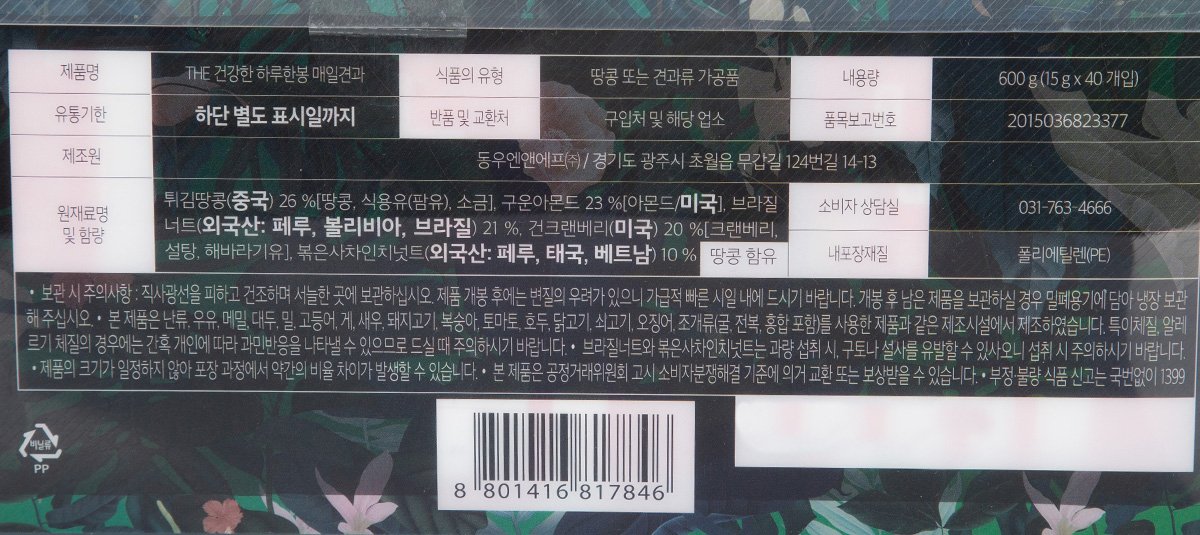 제품명 THE 건강한 하루한봉 매일견과 식품의 유형 땅콩 또는 견과류 가공품 내용량 600 g (15 g x 40 개입)
유통기한 하단 별도 표시일까지 반품 및 교환처 구입처 및 해당 업소 품목보고번호 2015036823377
제조원 동우엔앤에프㈜ / 경기도 광주시 초월읍 무갑길 124번길 14-13
원재료명 및 함량
튀김땅콩(중국) 26 %[땅콩, 식용유(팜유), 소금], 구운아몬드 23 %[아몬드/미국], 브라질
너트(외국산: 페루, 볼리비아, 브라질) 21 %, 건크랜베리(미국) 20 %[크랜베리,
설탕, 해바라기유], 볶은사차인치넛트(외국산: 페루, 태국, 베트남) 10 % 땅콩 함유
소비자 상담실 031-763-4666
내포장재질 폴리에틸렌(PE)
• 보관 시 주의사항 : 직사광선을 피하고 건조하며 서늘한 곳에 보관하십시오. 제품 개봉 후에는 변질의 우려가 있으니 가급적 빠른 시일 내에 드시기 바랍니다. 개봉 후 남은 제품을 보관하실 경우 밀폐용기에 담아 냉장 보관
해 주십시오. • 본 제품은 난류, 우유, 메밀, 대두, 밀, 고등어, 게, 새우, 돼지고기, 복숭아, 토마토, 호두, 닭고기, 쇠고기, 오징어, 조개류(굴, 전복, 홍합 포함)를 사용한 제품과 같은 제조시설에서 제조하였습니다. 특이체질, 알레
르기 체질의 경우에는 간혹 개인에 따라 과민반응을 나타낼 수 있으므로 드실 때 주의하시기 바랍니다. • 브라질너트와 볶은사차인치넛트는 과량 섭취 시, 구토나 설사를 유발할 수 있사오니 섭취 시 주의하시기 바랍니다.
• 제품의 크기가 일정하지 않아 포장 과정에서 약간의 비율 차이가 발생할 수 있습니다. • 본 제품은 공정거래위원회 고시 소비자분쟁해결 기준에 의거 교환 또는 보상받을 수 있습니다. • 부정·불량 식품 신고는 국번없이 1399
비닐류
PP
8 801416 817846